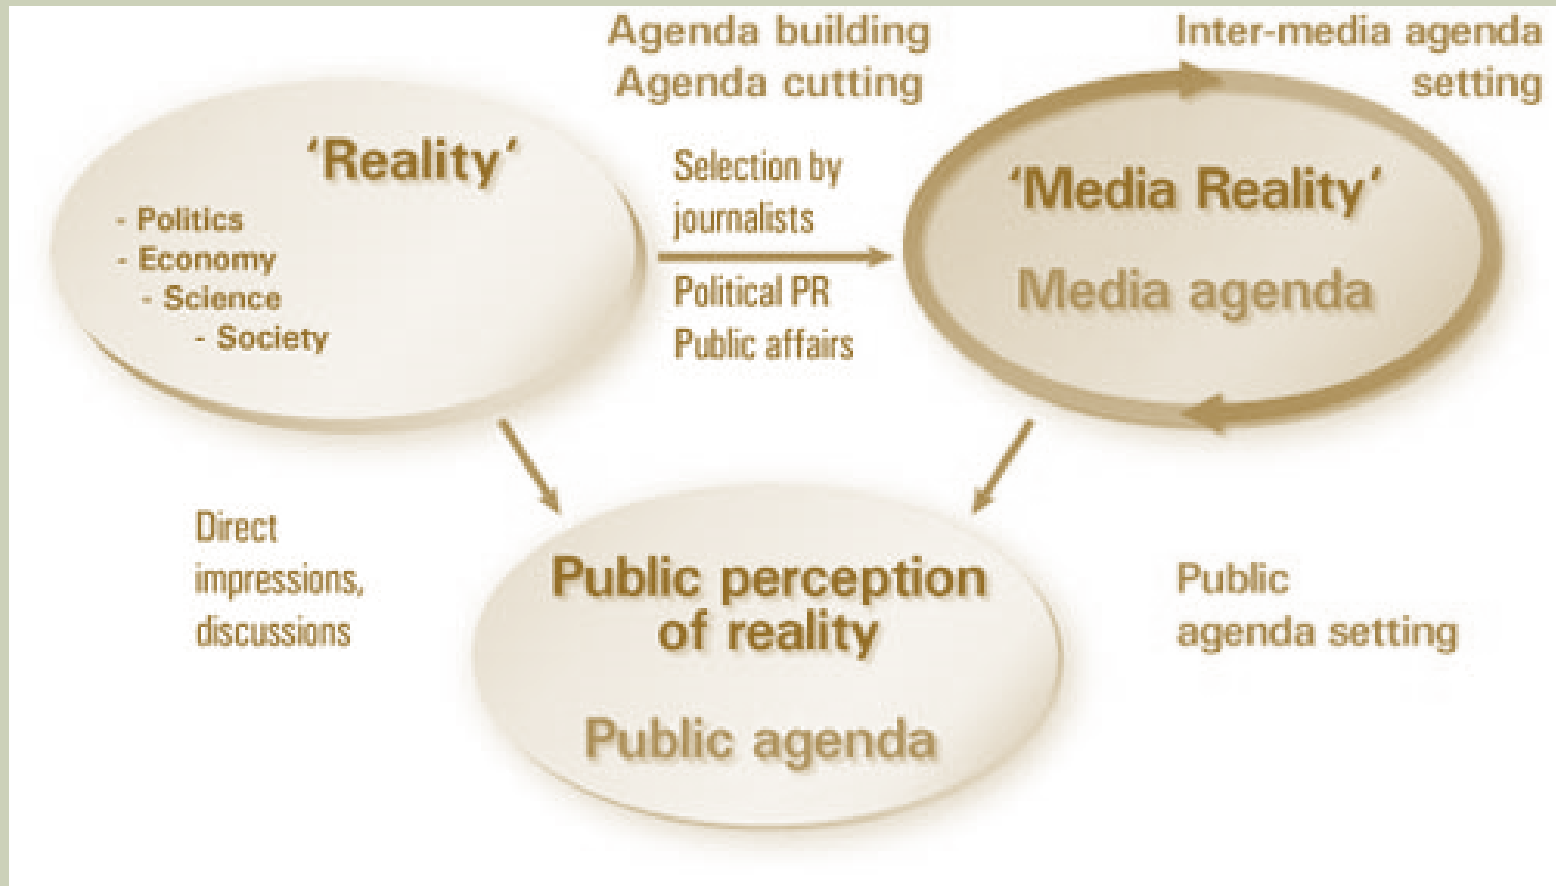 Agenda building
Agenda cutting
Inter-media agenda
setting
‘Reality‘
- Politics
- Economy
- Science
- Society
Selection by
journalists
Political PR
Public affairs
‘Media Reality‘
Media agenda
Direct
impressions,
discussions
Public perception
of reality
Public agenda
Public
agenda setting